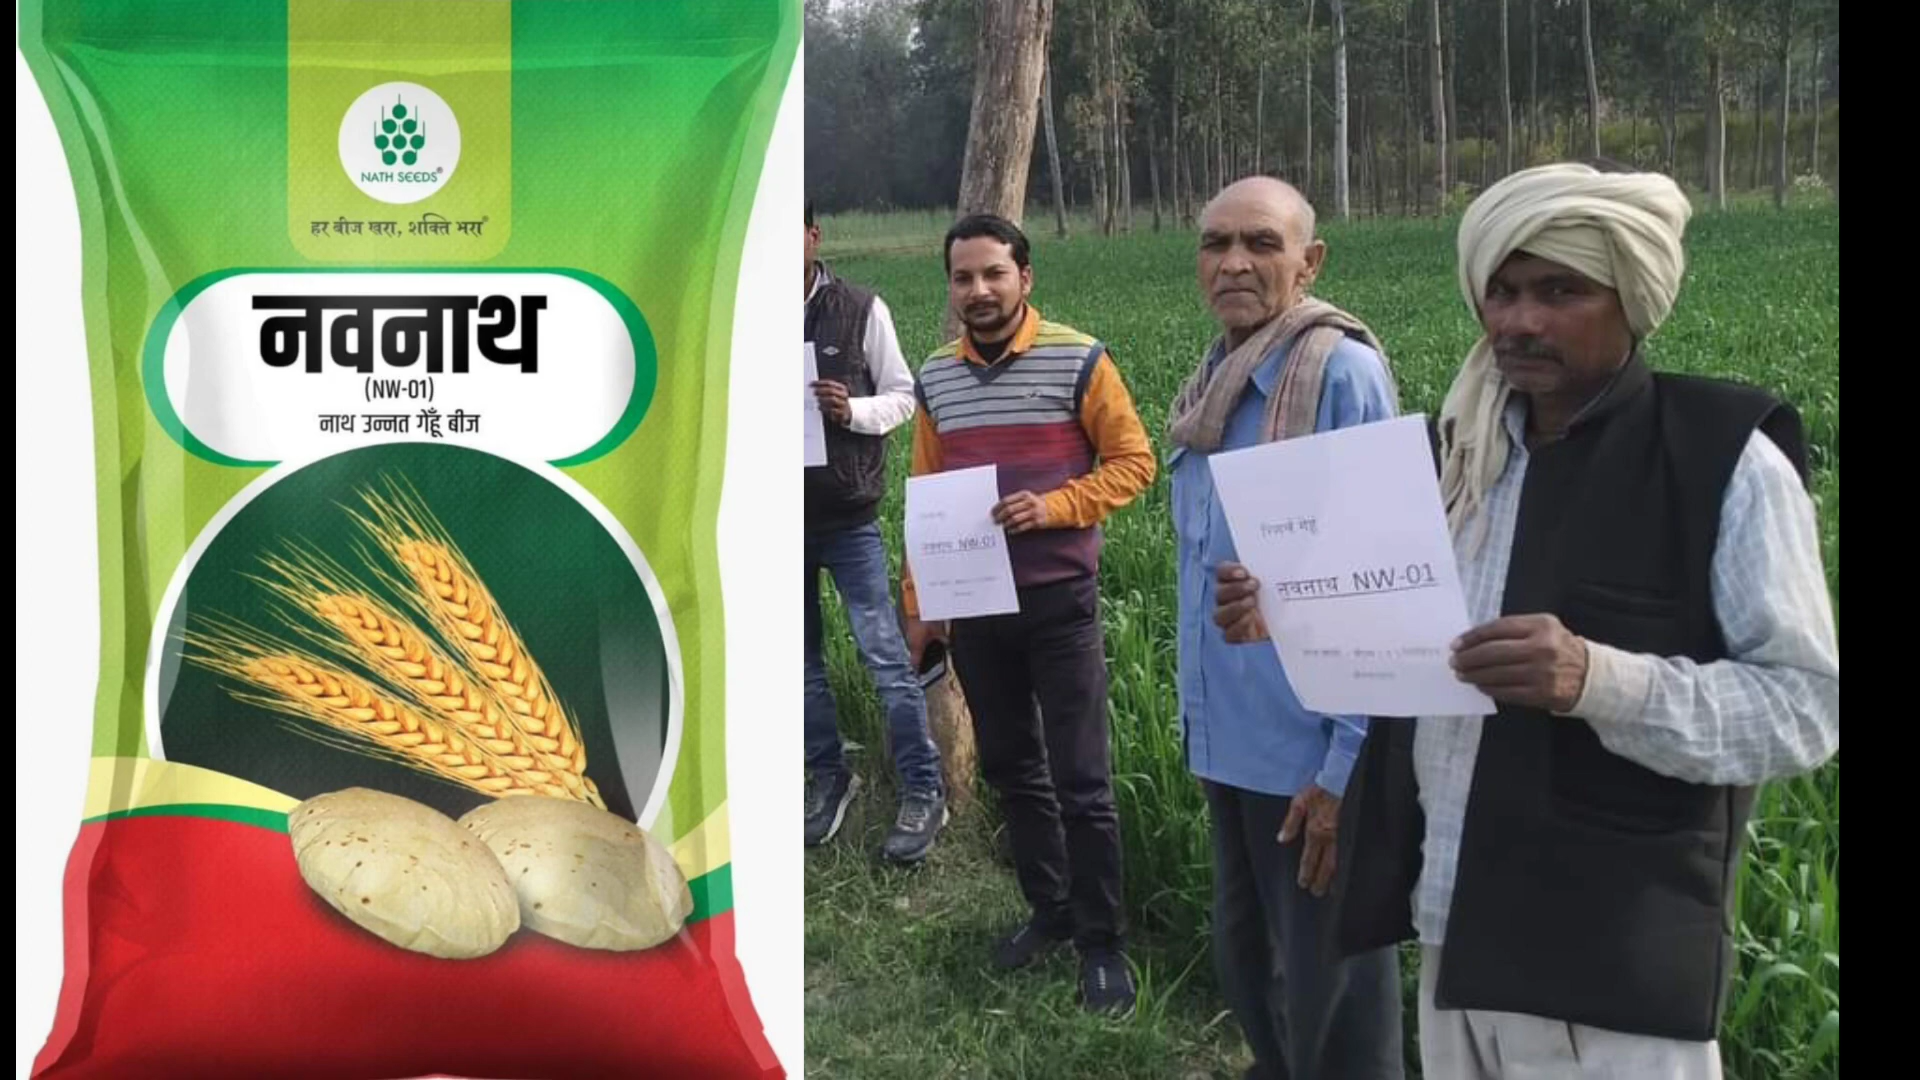 NATH SEEDS®
हर बीज खरा, शक्ति भरा®
नवनाथ
(NW-01)
नाथ उन्नत गेहूँ बीज
नवनाथ NW-01
गेहूं
नवनाथ NW-01